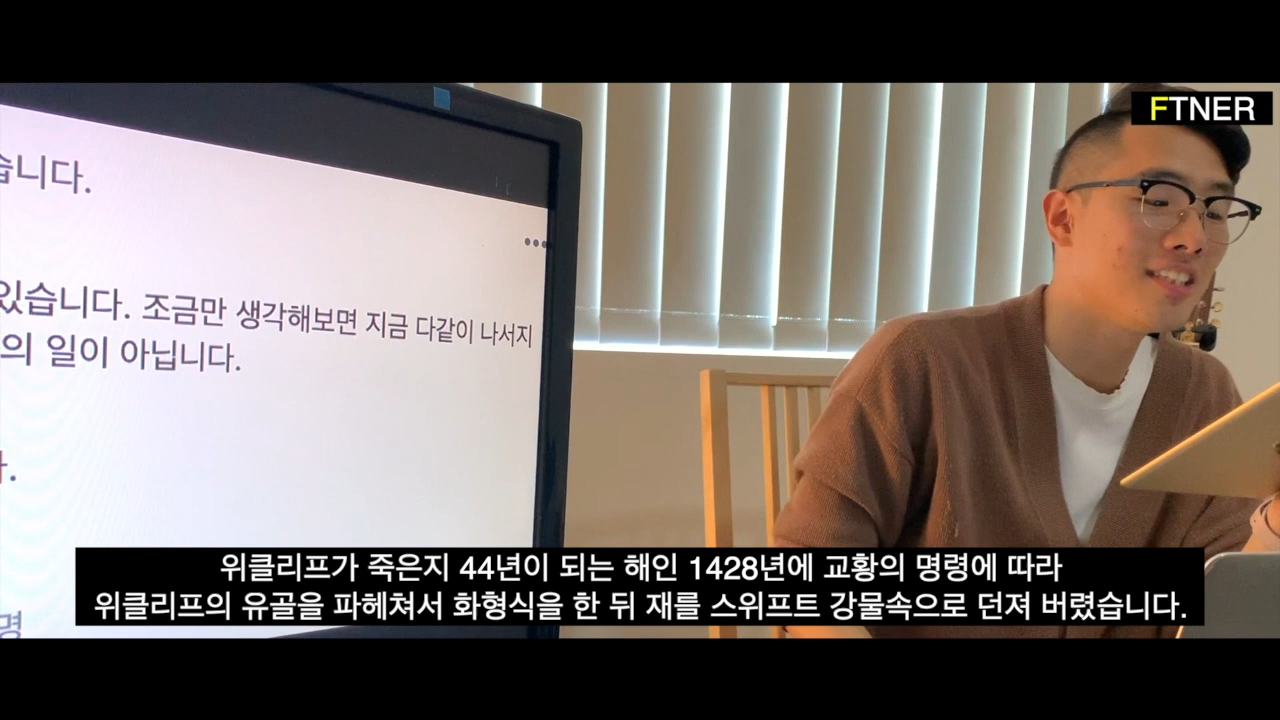 FTNER
습니다.
있습니다. 조금만 생각해보면 지금 다같이 나서지
의 일이 아닙니다.
위클리프가 죽은지 44년이 되는 해인 1428년에 교황의 명령에 따라
위클리프의 유골을 파헤쳐서 화형식을 한 뒤 재를 스위프트 강물속으로 던져 버렸습니다.
명